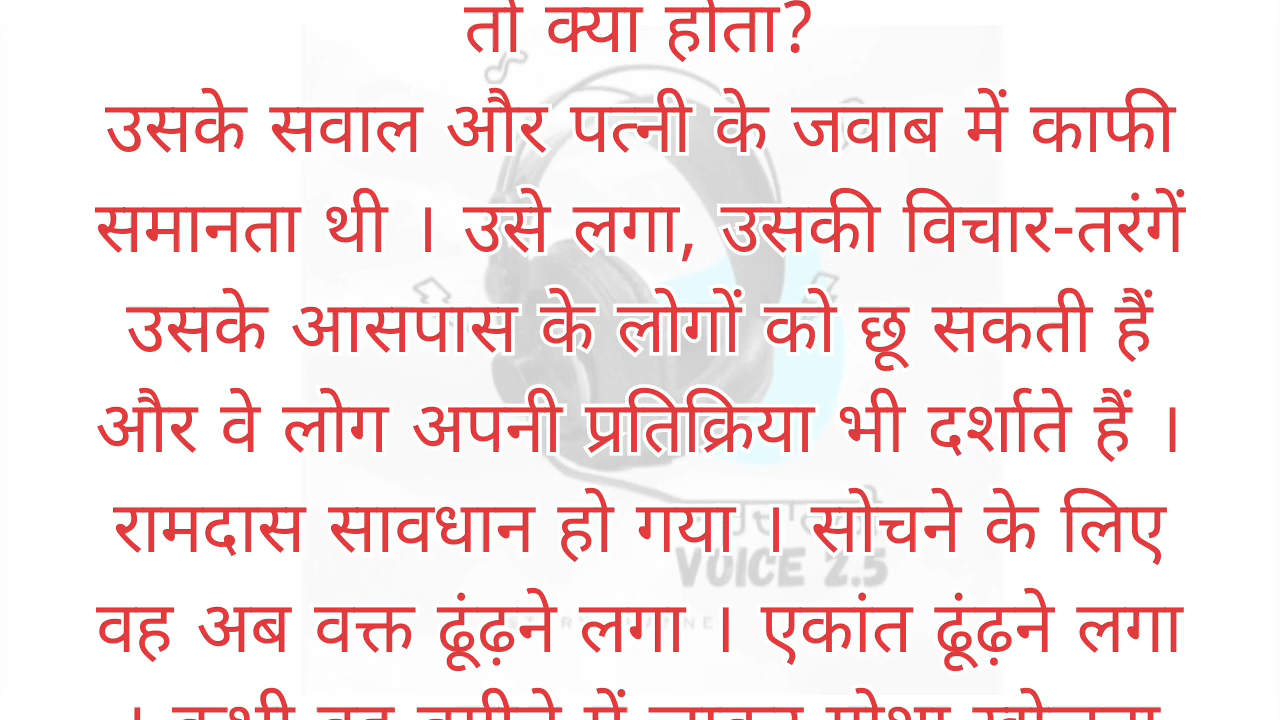 तो क्या होता?
उसके सवाल और पत्नी के जवाब में काफी
समानता थी । उसे लगा, उसकी विचार-तरंगें
उसके आसपास के लोगों को छू सकती हैं
और वे लोग अपनी प्रतिक्रिया भी दर्शाते हैं ।
रामदास सावधान हो गया । सोचने के लिए
VOICE 2.5
वह अब वक्त ढूंढ़ने लगा । एकांत ढूंढ़ने लगा